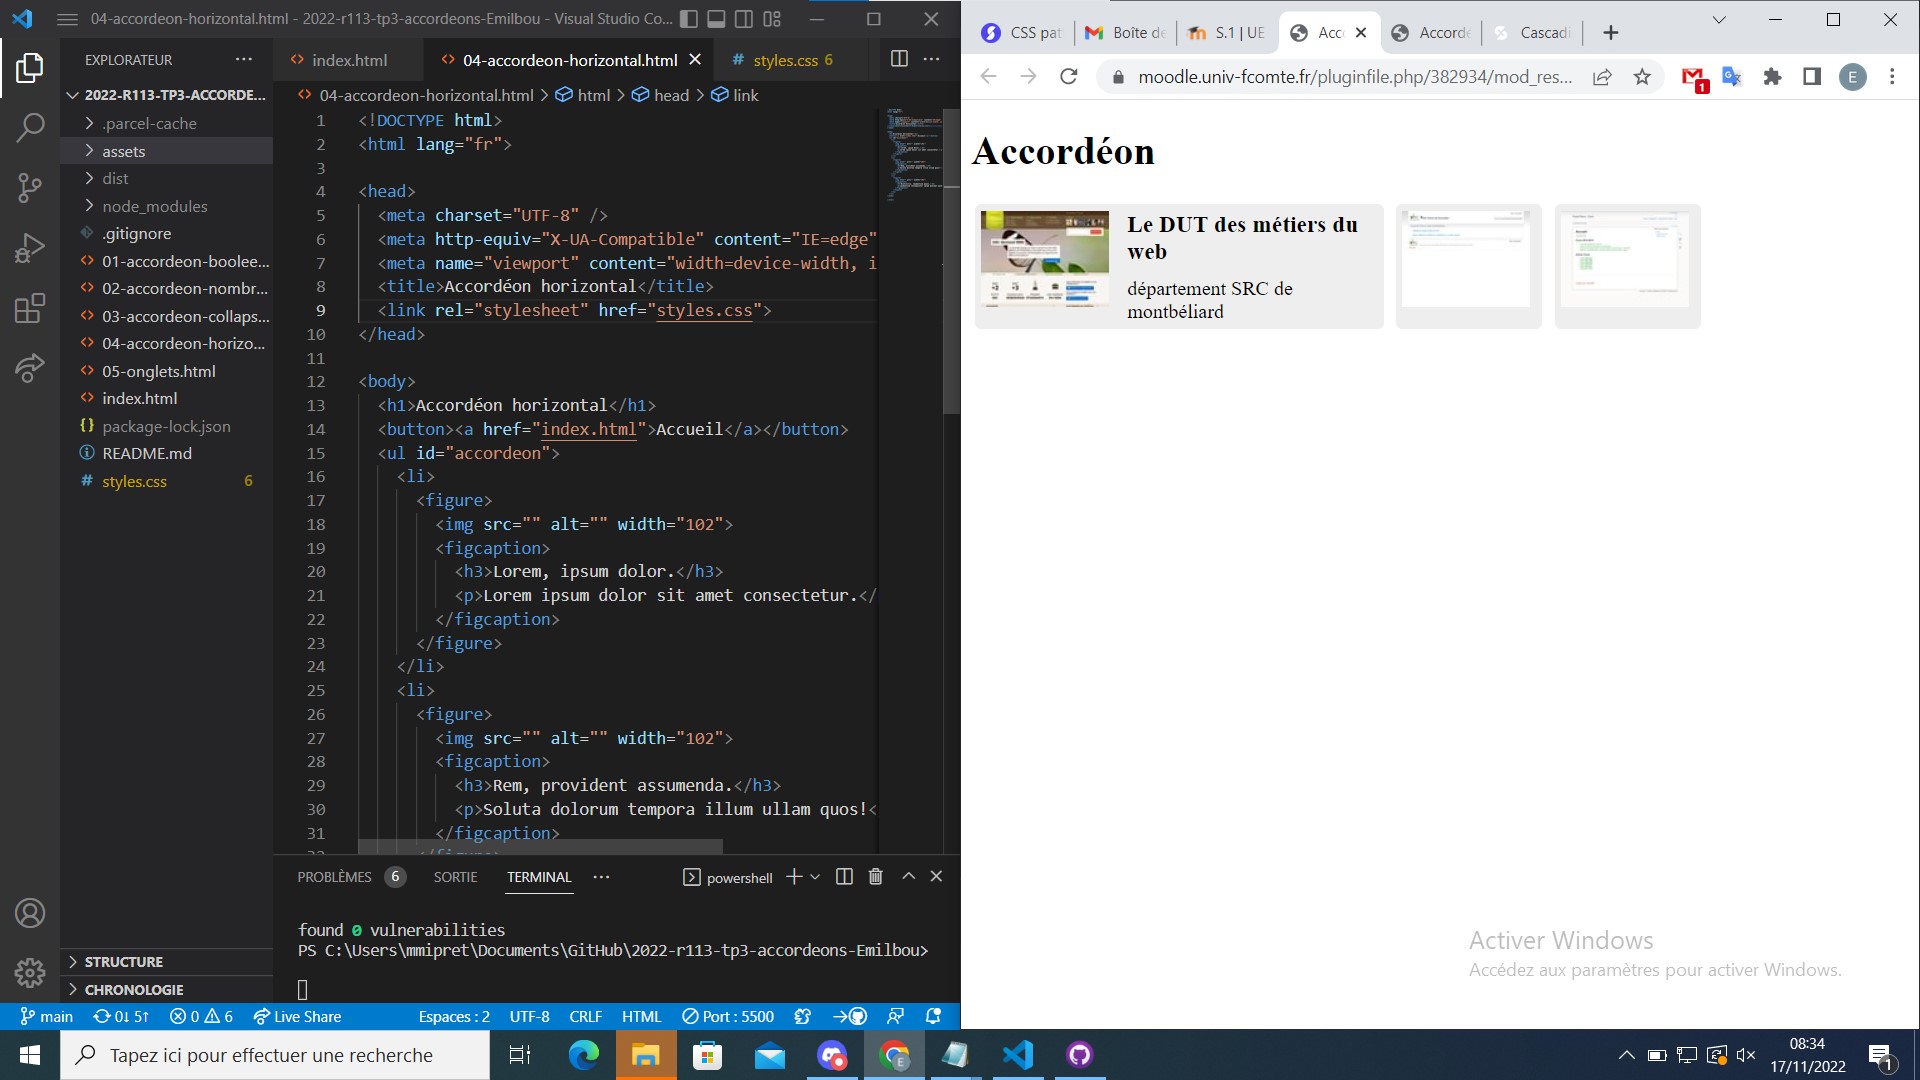 04-accordeon-horizontal.html - 2022-r113-tp3-accordeons-Emilbou - Visual Studio Co...
EXPLORATEUR
index.html
04-accordeon-horizontal.html
# styles.css 6
2022-R113-TP3-ACCORDE...
.parcel-cache
assets
dist
node_modules
.gitignore
01-accordeon-boolee...
02-accordeon-nombr...
03-accordeon-collaps...
04-accordeon-horizo...
05-onglets.html
index.html
package-lock.json
README.md
# styles.css 6
STRUCTURE
CHRONOLOGIE
04-accordeon-horizontal.html > html > head > link
1 <!DOCTYPE html>
2 <html lang="fr">
3
4 <head>
5 <meta charset="UTF-8" />
6 <meta http-equiv="X-UA-Compatible" content="IE=edge"
7 <meta name="viewport" content="width=device-width, i
8 <title>Accordéon horizontal</title>
9 <link rel="stylesheet" href="styles.css">
10 </head>
11
12 <body>
13 <h1>Accordéon horizontal</h1>
14 <button><a href="index.html">Accueil</a></button>
15 <ul id="accordeon">
16 <li>
17 <figure>
18 <img src="" alt="" width="102">
19 <figcaption>
20 <h3>Lorem, ipsum dolor.</h3>
21 <p>Lorem ipsum dolor sit amet consectetur.</
22 </figcaption>
23 </figure>
24 </li>
25 <li>
26 <figure>
27 <img src="" alt="" width="102">
28 <figcaption>
29 <h3>Rem, provident assumenda.</h3>
30 <p>Soluta dolorum tempora illum ullam quos!<
31 </figcaption>
PROBLÈMES 6 SORTIE TERMINAL ... powershell
found 0 vulnerabilities
PS C:\Users\mmipret\Documents\GitHub\2022-r113-tp3-accordeons-Emilbou>
main 0↓ 5↑ 0 6 Live Share Espaces : 2 UTF-8 CRLF HTML Port : 5500
CSS pat
Boîte de
S.1 | UE
Acc
Accorde
Cascadi
moodle.univ-fcomte.fr/pluginfile.php/382934/mod_res...
1
E
Accordéon
Le DUT des métiers du
web
département SRC de
montbéliard
Activer Windows
Accédez aux paramètres pour activer Windows.
Tapez ici pour effectuer une recherche
E
08:34
17/11/2022
1